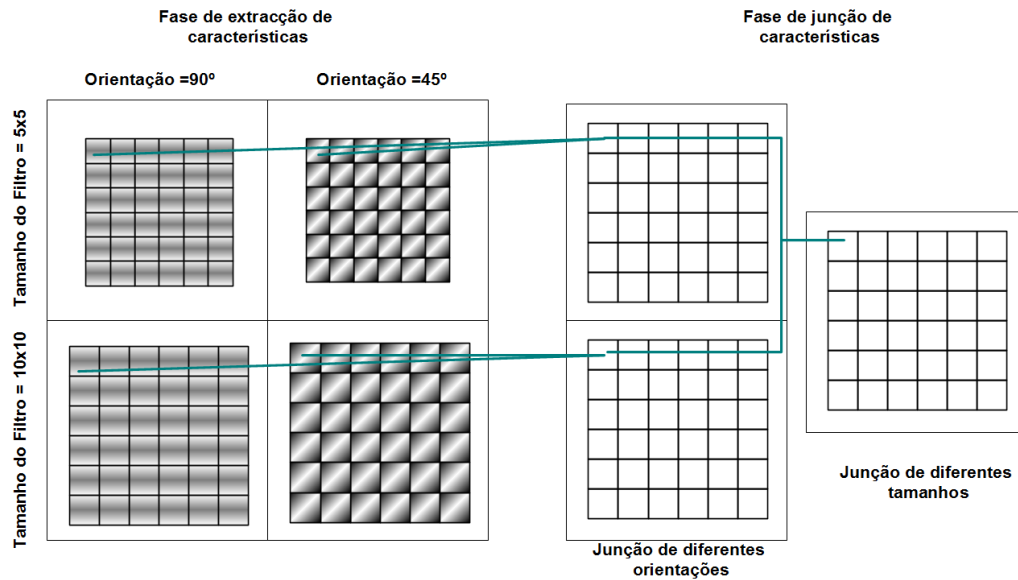 Fase de extracção de
características
Fase de junção de
características
Orientação =90º
Orientação =45º
Tamanho do Filtro = 5x5
Tamanho do Filtro = 10x10
Junção de diferentes
tamanhos
Junção de diferentes
orientações